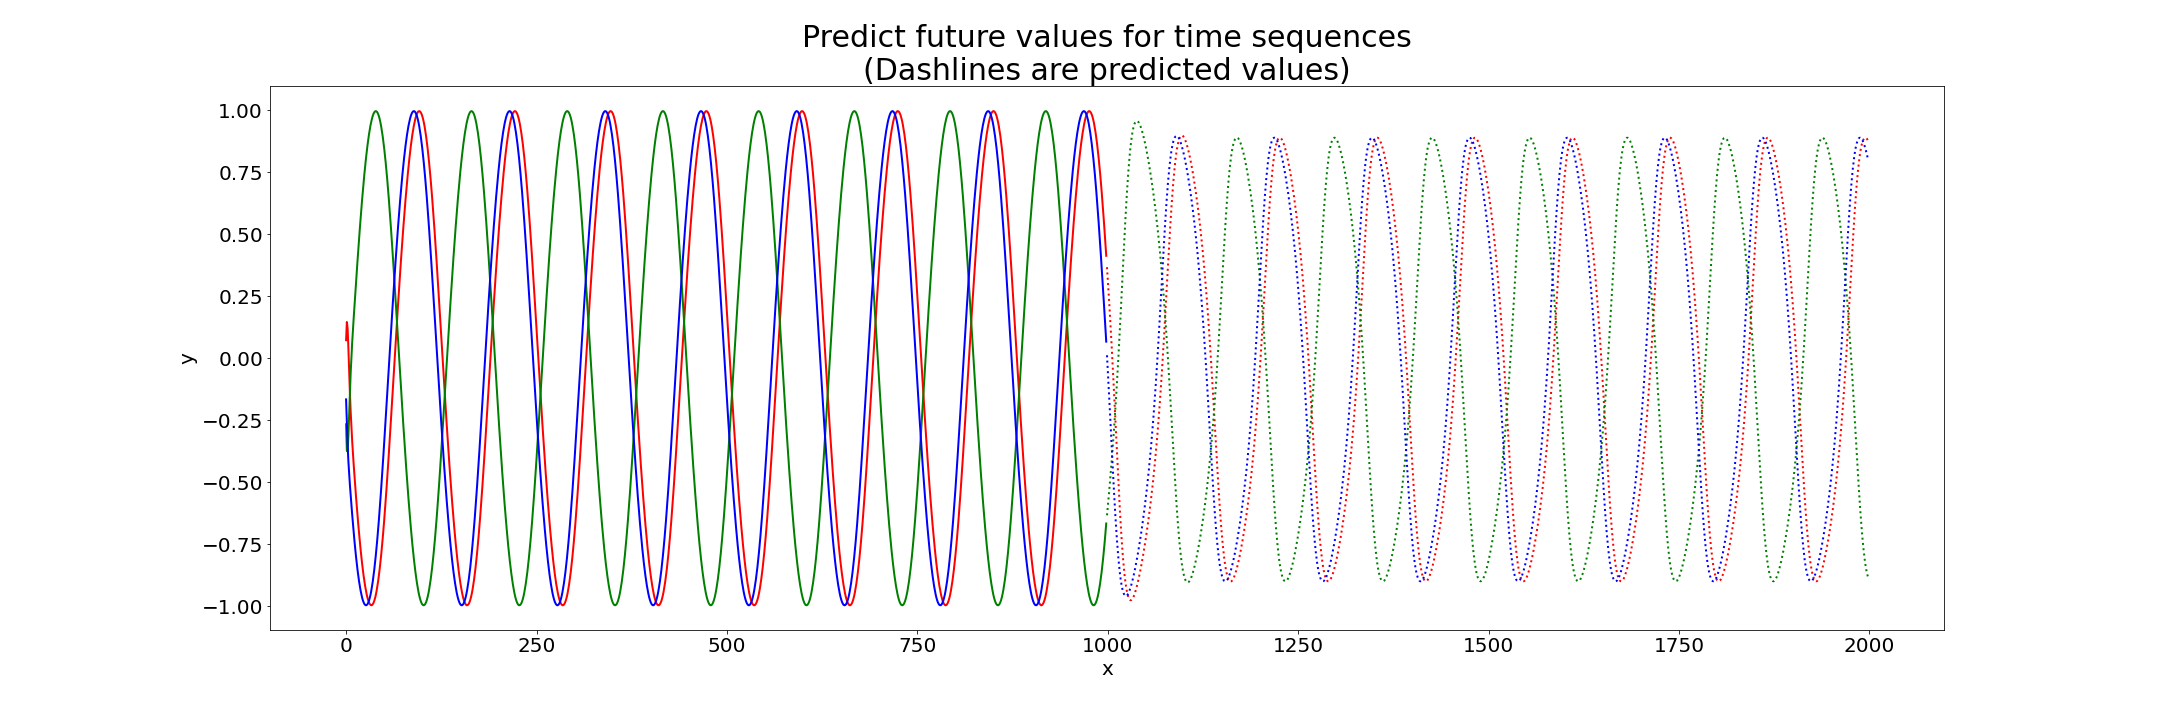 Predict future values for time sequences
(Dashlines are predicted values)
1.00
0.75
0.50
0.25
0.00
−0.25
−0.50
−0.75
−1.00
y
0 250 500 750 1000 1250 1500 1750 2000
x